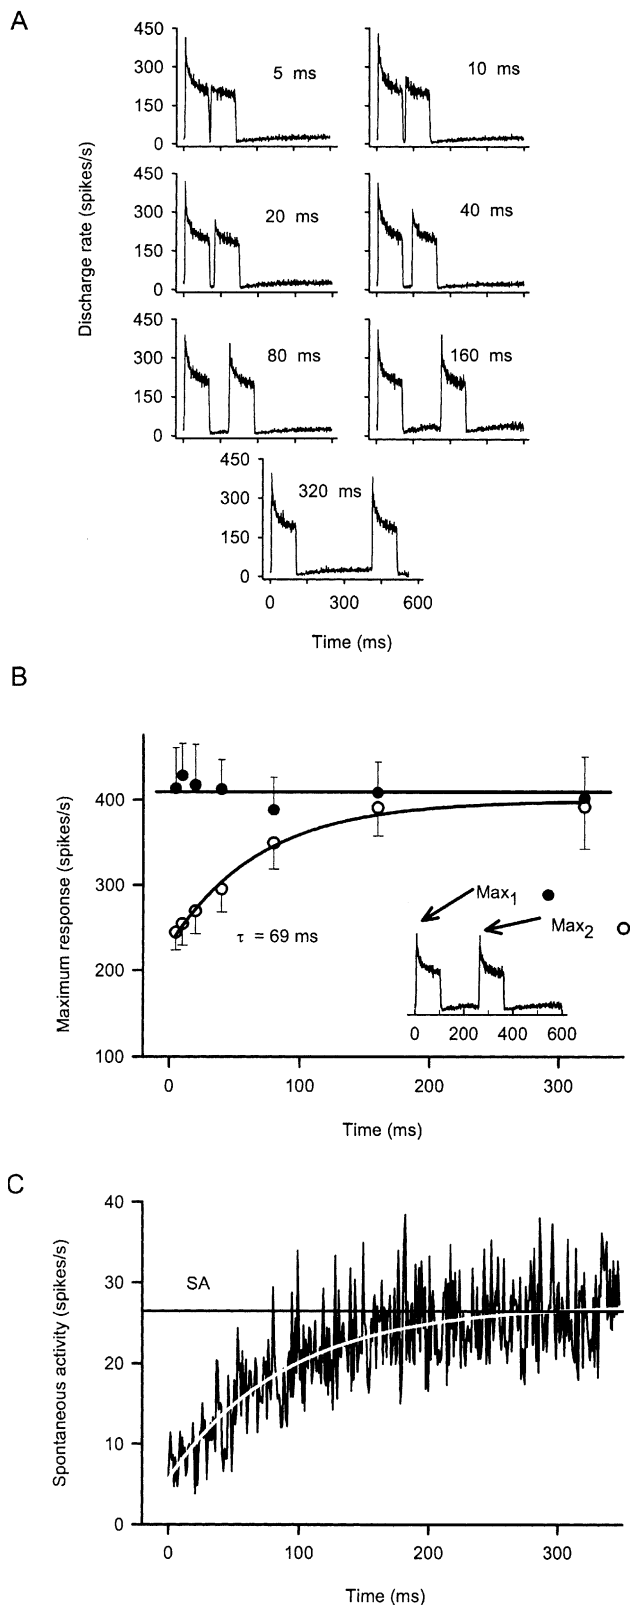 A
Discharge rate (spikes/s)
450
300
150
0
5 ms
10 ms
450
300
150
0
20 ms
40 ms
450
300
150
0
80 ms
160 ms
450
300
150
0
320 ms
0 300 600
Time (ms)
B
Maximum response (spikes/s)
400
300
200
100
τ = 69 ms
Max1
Max2
0 200 400 600
0 100 200 300
Time (ms)
C
Spontaneous activity (spikes/s)
40
30
20
10
0
SA
0 100 200 300
Time (ms)